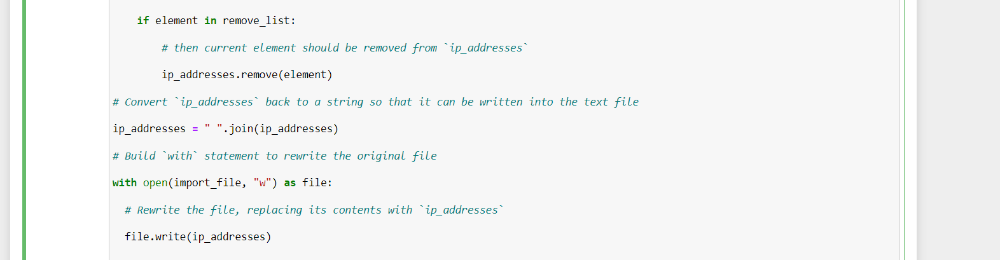 if element in remove_list:
# then current element should be removed from `ip_addresses`
ip_addresses.remove(element)
# Convert `ip_addresses` back to a string so that it can be written into the text file
ip_addresses = " ".join(ip_addresses)
# Build `with` statement to rewrite the original file
with open(import_file, "w") as file:
# Rewrite the file, replacing its contents with `ip_addresses`
file.write(ip_addresses)